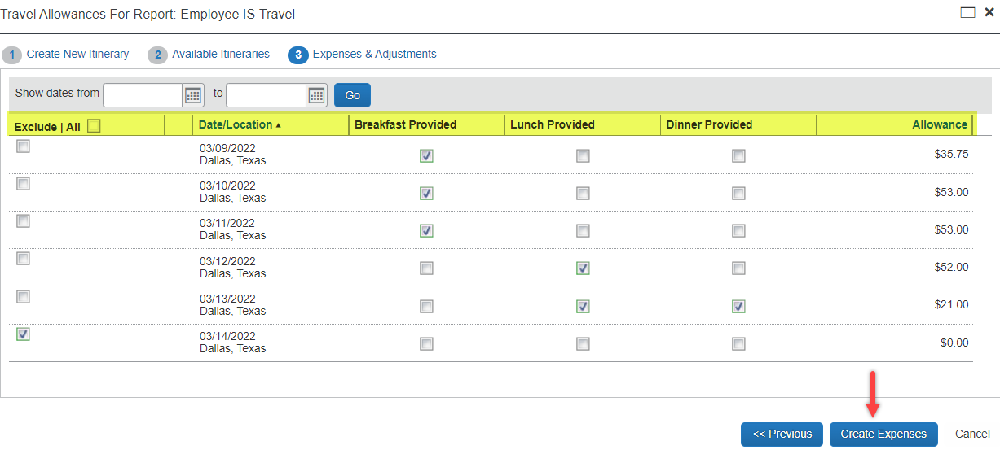 Travel Allowances For Report: Employee IS Travel
1 Create New Itinerary 2 Available Itineraries 3 Expenses & Adjustments
Show dates from to Go
Exclude | All Date/Location ▲ Breakfast Provided Lunch Provided Dinner Provided Allowance
03/09/2022
Dallas, Texas
$35.75
03/10/2022
Dallas, Texas
$53.00
03/11/2022
Dallas, Texas
$53.00
03/12/2022
Dallas, Texas
$52.00
03/13/2022
Dallas, Texas
$21.00
03/14/2022
Dallas, Texas
$0.00
<< Previous Create Expenses Cancel